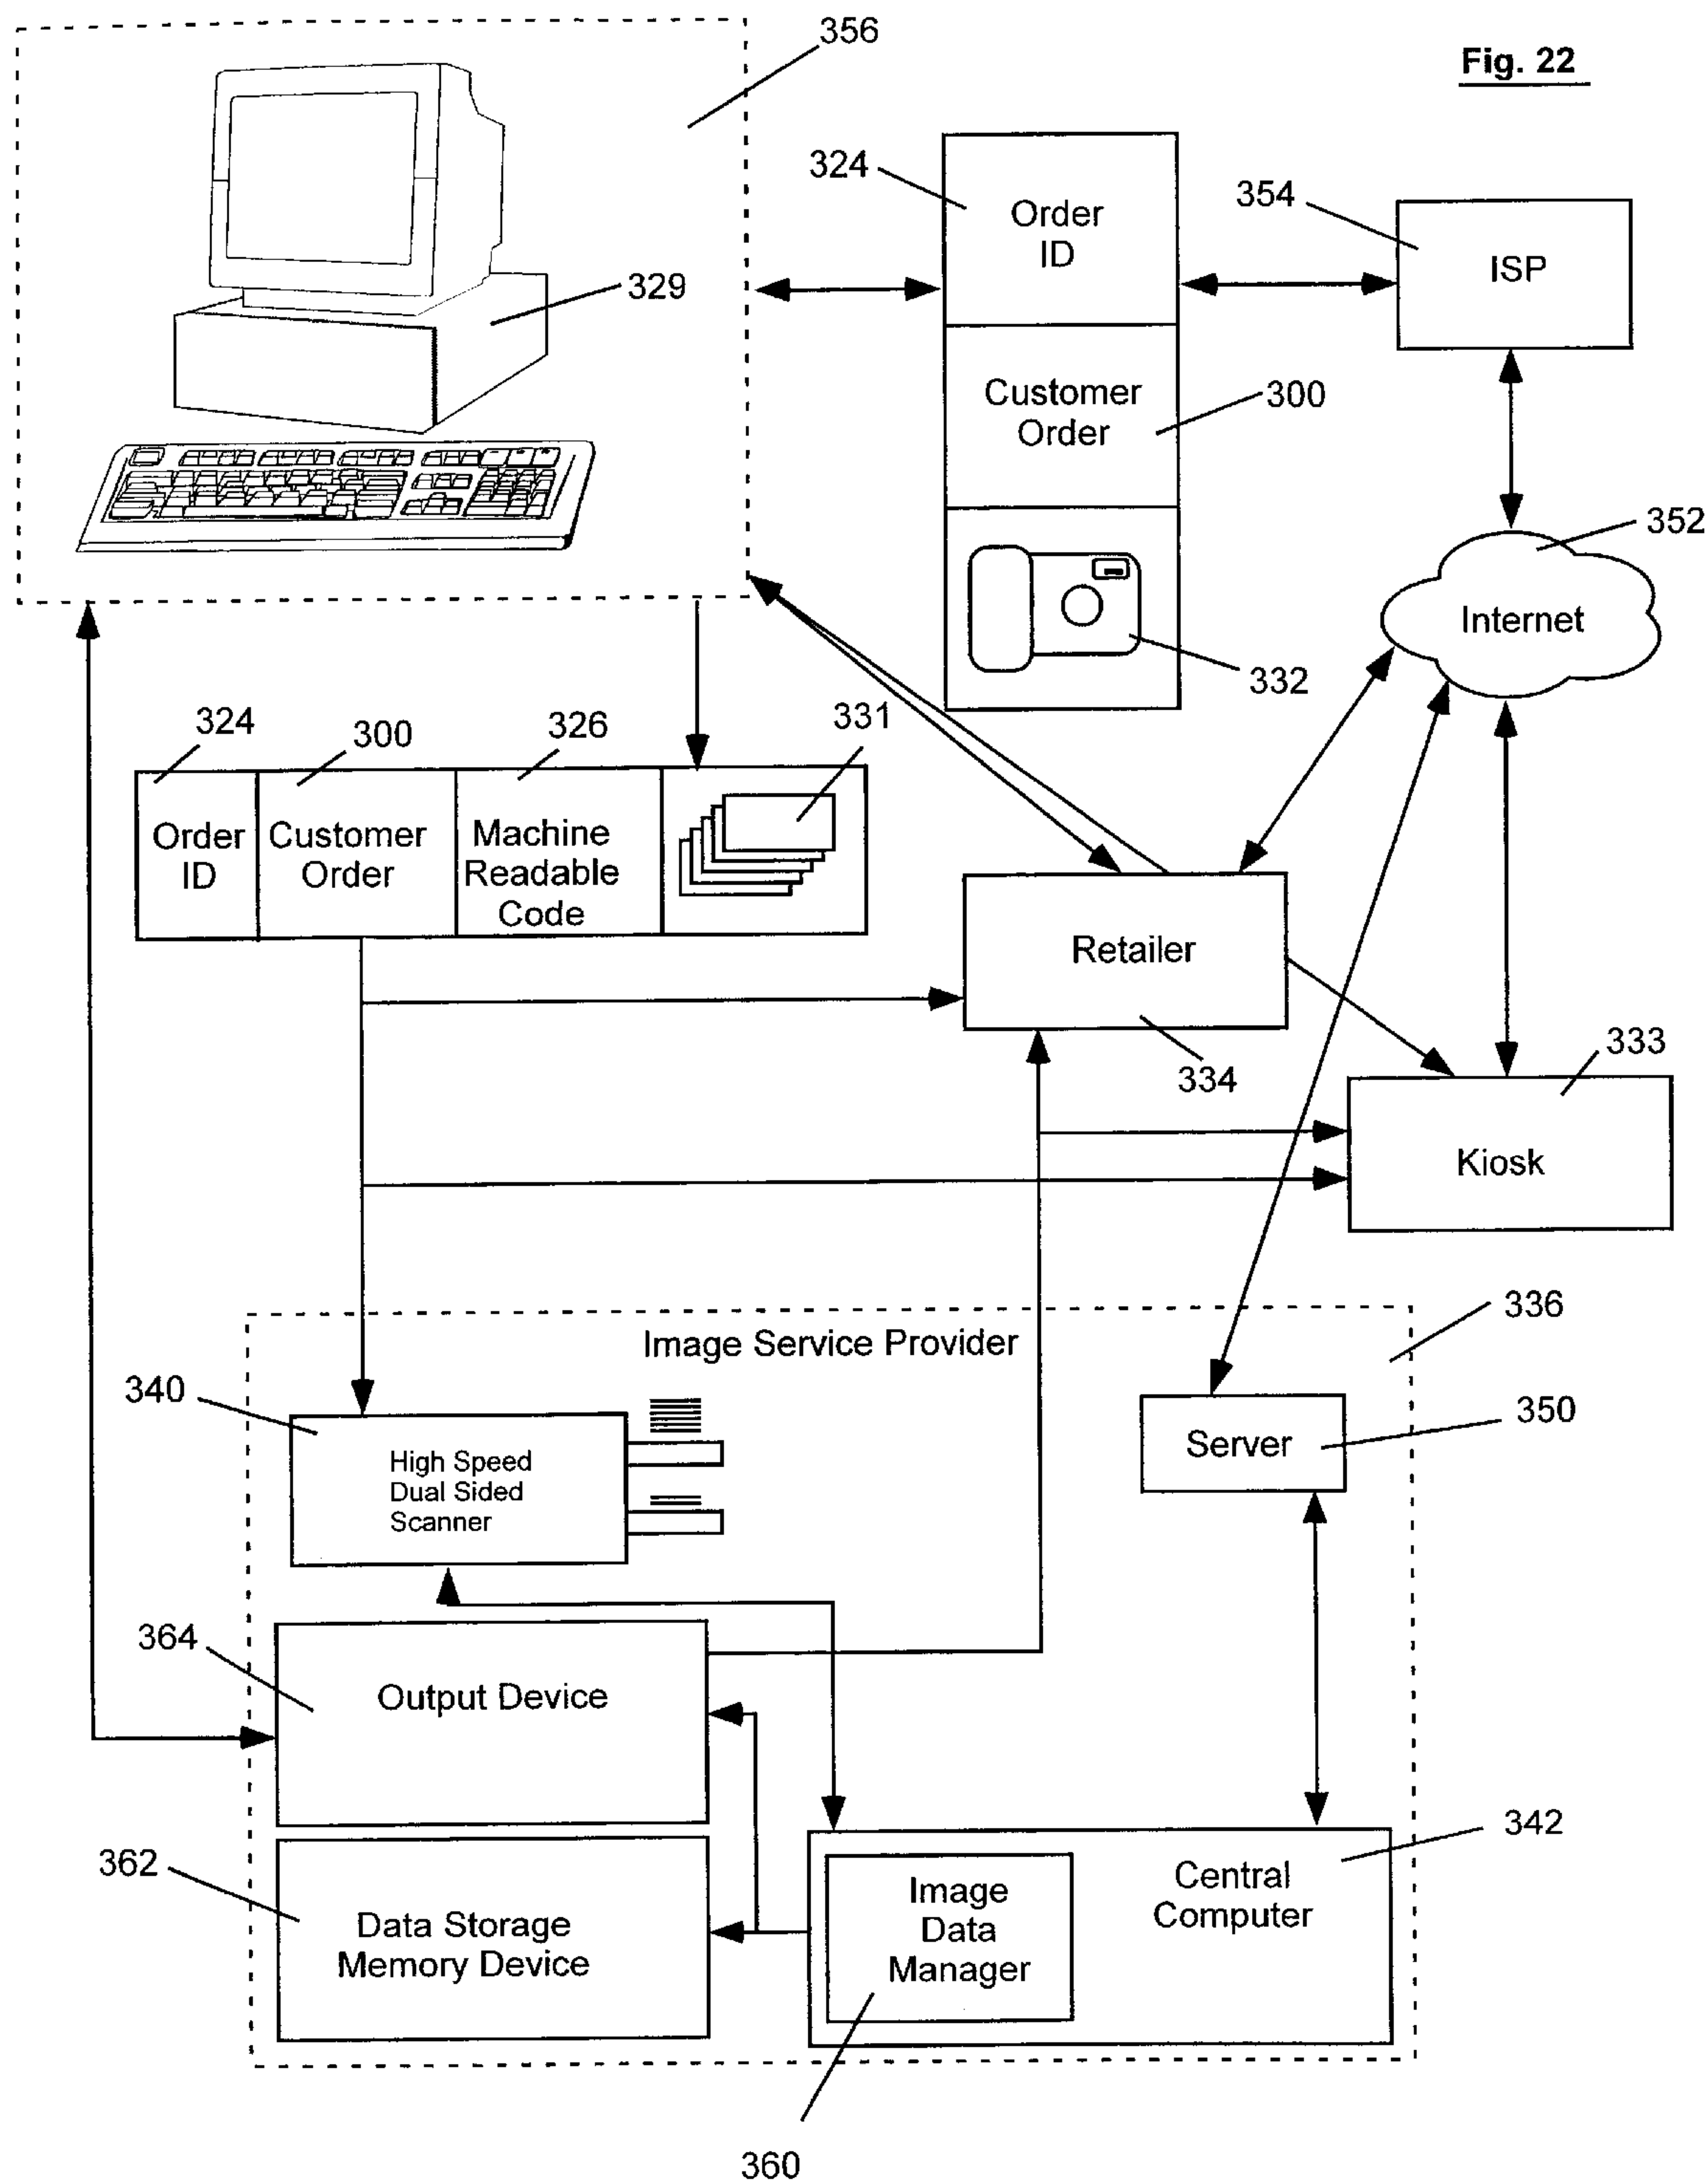 356
Fig. 22
324
Order
ID
354
ISP
329
Customer
Order
300
352
Internet
332
324
300
326
331
Order
ID
Customer
Order
Machine
Readable
Code
Retailer
334
333
Kiosk
336
Image Service Provider
340
High Speed
Dual Sided
Scanner
350
Server
364
Output Device
342
362
Data Storage
Memory Device
Image
Data
Manager
Central
Computer
360